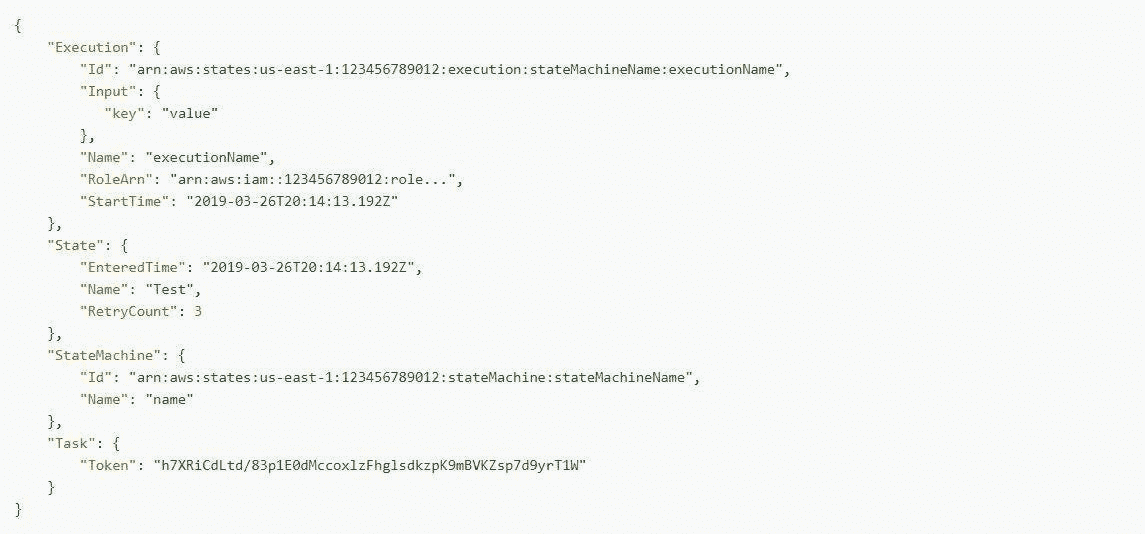 {
    "Execution": {
        "Id": "arn:aws:states:us-east-1:123456789012:execution:stateMachineName:executionName",
        "Input": {
           "key": "value"
        },
        "Name": "executionName",
        "RoleArn": "arn:aws:iam::123456789012:role...",
        "StartTime": "2019-03-26T20:14:13.192Z"
    },
    "State": {
        "EnteredTime": "2019-03-26T20:14:13.192Z",
        "Name": "Test",
        "RetryCount": 3
    },
    "StateMachine": {
        "Id": "arn:aws:states:us-east-1:123456789012:stateMachine:stateMachineName",
        "Name": "name"
    },
    "Task": {
        "Token": "h7XRiCdLtd/83p1E0dMccoxlzFhglsdkzpK9mBVKZsp7d9yrT1W"
    }
}